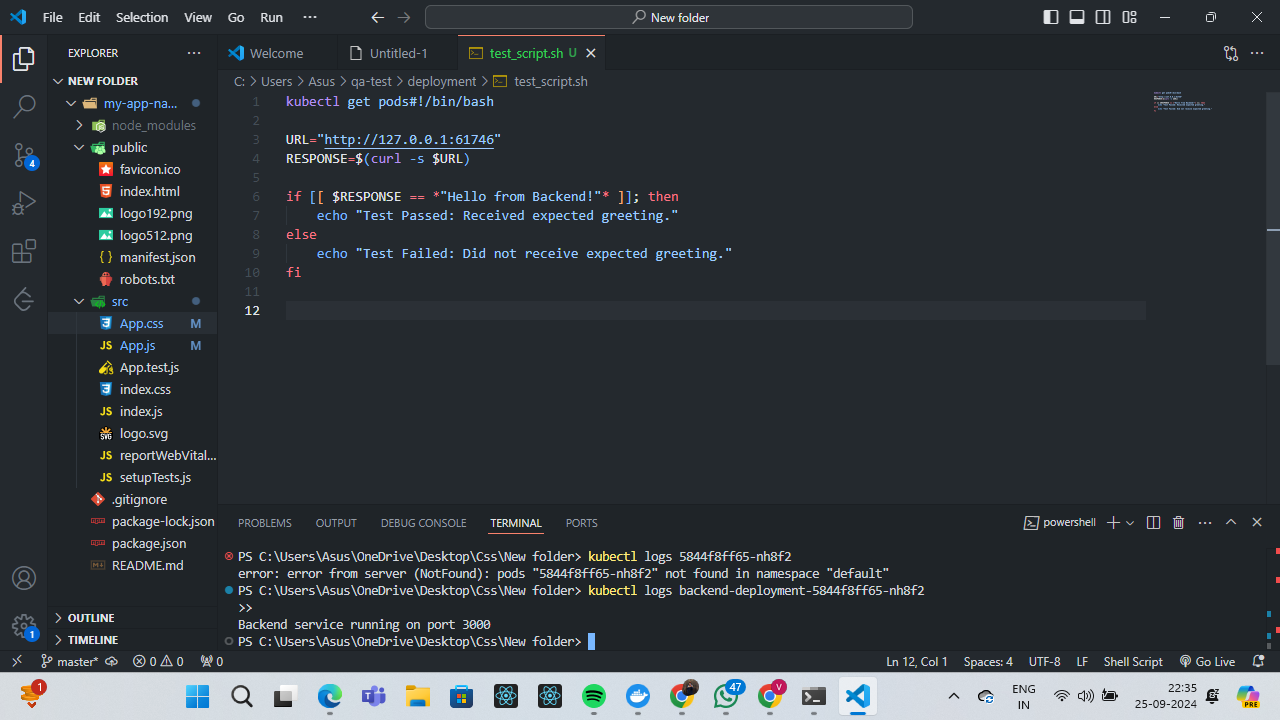 File Edit Selection View Go Run ··· New folder
EXPLORER ···
Welcome Untitled-1 test_script.sh U
NEW FOLDER
C: > Users > Asus > qa-test > deployment > test_script.sh
my-app-na...
node_modules
public
favicon.ico
index.html
logo192.png
logo512.png
manifest.json
robots.txt
src
App.css M
App.js M
App.test.js
index.css
index.js
logo.svg
reportWebVital...
setupTests.js
.gitignore
package-lock.json
package.json
README.md
OUTLINE
TIMELINE
4
1
1 kubectl get pods#!/bin/bash
2
3 URL="http://127.0.0.1:61746"
4 RESPONSE=$(curl -s $URL)
5
6 if [[ $RESPONSE == *"Hello from Backend!"* ]]; then
7 echo "Test Passed: Received expected greeting."
8 else
9 echo "Test Failed: Did not receive expected greeting."
10 fi
11
12
PROBLEMS OUTPUT DEBUG CONSOLE TERMINAL PORTS powershell
PS C:\Users\Asus\OneDrive\Desktop\Css\New folder> kubectl logs 5844f8ff65-nh8f2
error: error from server (NotFound): pods "5844f8ff65-nh8f2" not found in namespace "default"
PS C:\Users\Asus\OneDrive\Desktop\Css\New folder> kubectl logs backend-deployment-5844f8ff65-nh8f2
>>
Backend service running on port 3000
PS C:\Users\Asus\OneDrive\Desktop\Css\New folder>
master* 0 0 0 Ln 12, Col 1 Spaces: 4 UTF-8 LF Shell Script Go Live
1 47 V ENG IN 22:35 25-09-2024 PRE